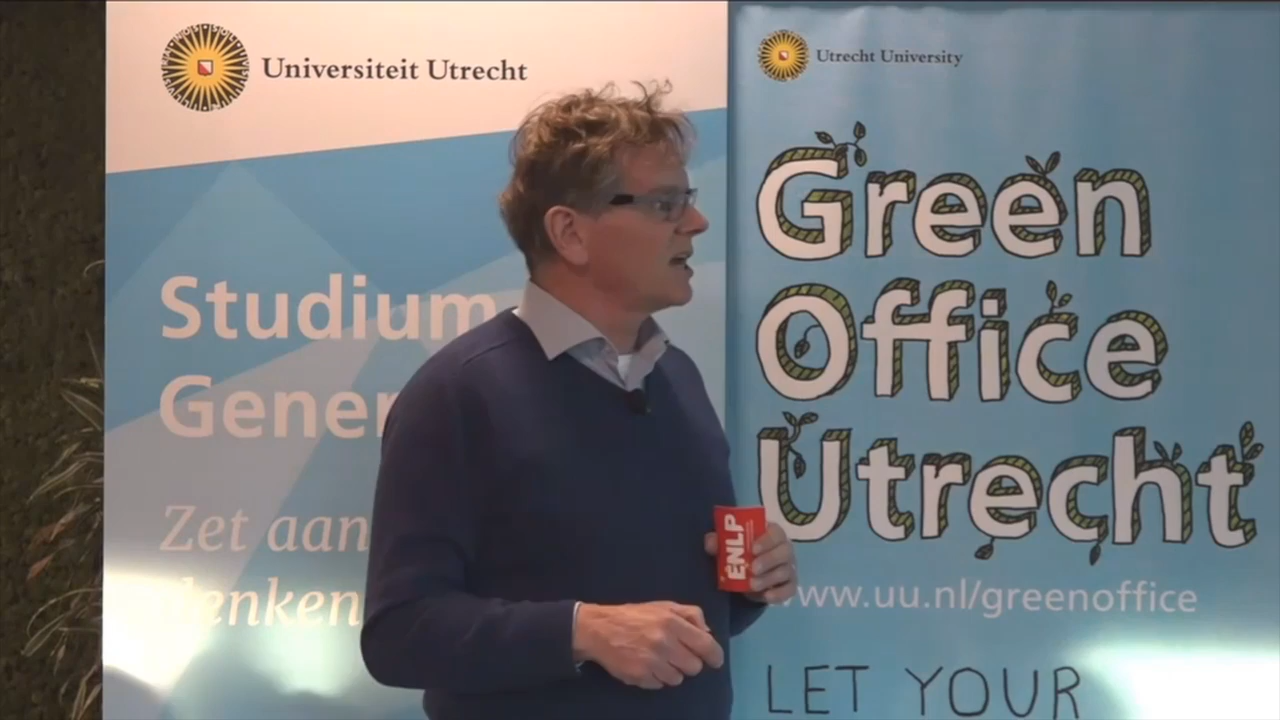 Universiteit Utrecht
Studium
Gener
Zet aan
denken
Utrecht University
Green
Office
Utrecht
www.uu.nl/greenoffice
LET YOUR
ENLP